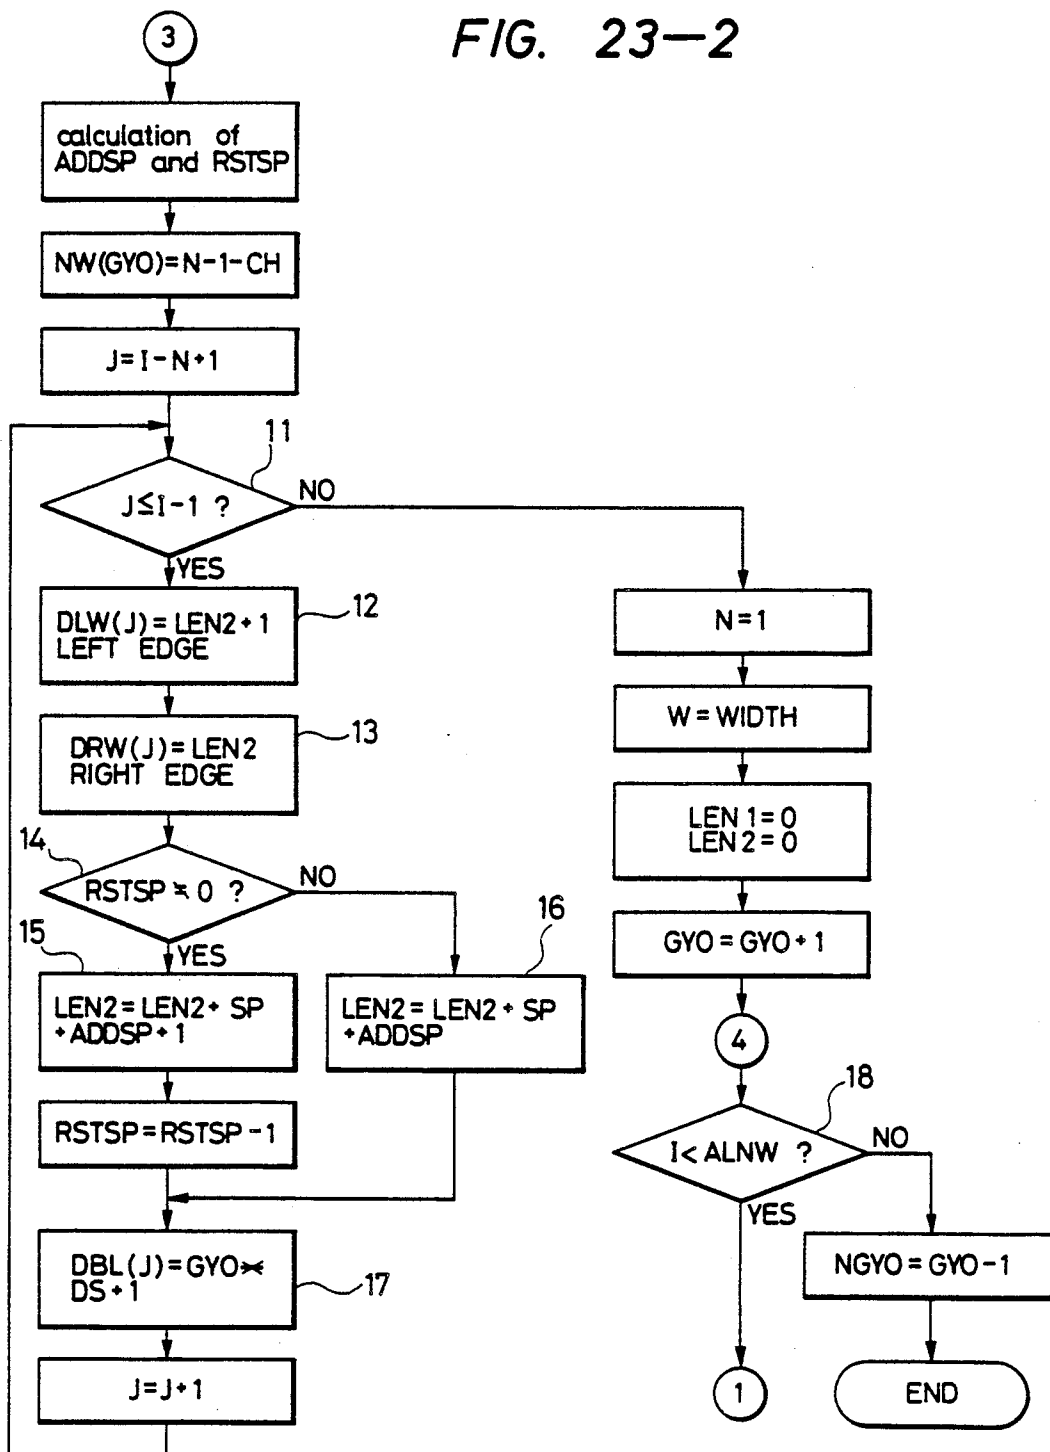 FIG. 23-2
3
calculation of
ADDSP and RSTSP
NW(GYO)=N-1-CH
J=I-N+1
11
J≤I-1 ?
NO
YES
DLW(J)=LEN2+1
LEFT EDGE
12
DRW(J)=LEN2
RIGHT EDGE
13
14
RSTSP ≠ 0 ?
NO
YES
15
LEN2=LEN2+ SP
+ADDSP+1
16
LEN2=LEN2+ SP
+ADDSP
RSTSP=RSTSP-1
DBL(J)=GYO*
DS+1
17
J=J+1
N=1
W=WIDTH
LEN1=0
LEN2=0
GYO=GYO+1
4
18
I<ALNW ?
NO
YES
NGYO=GYO-1
1
END